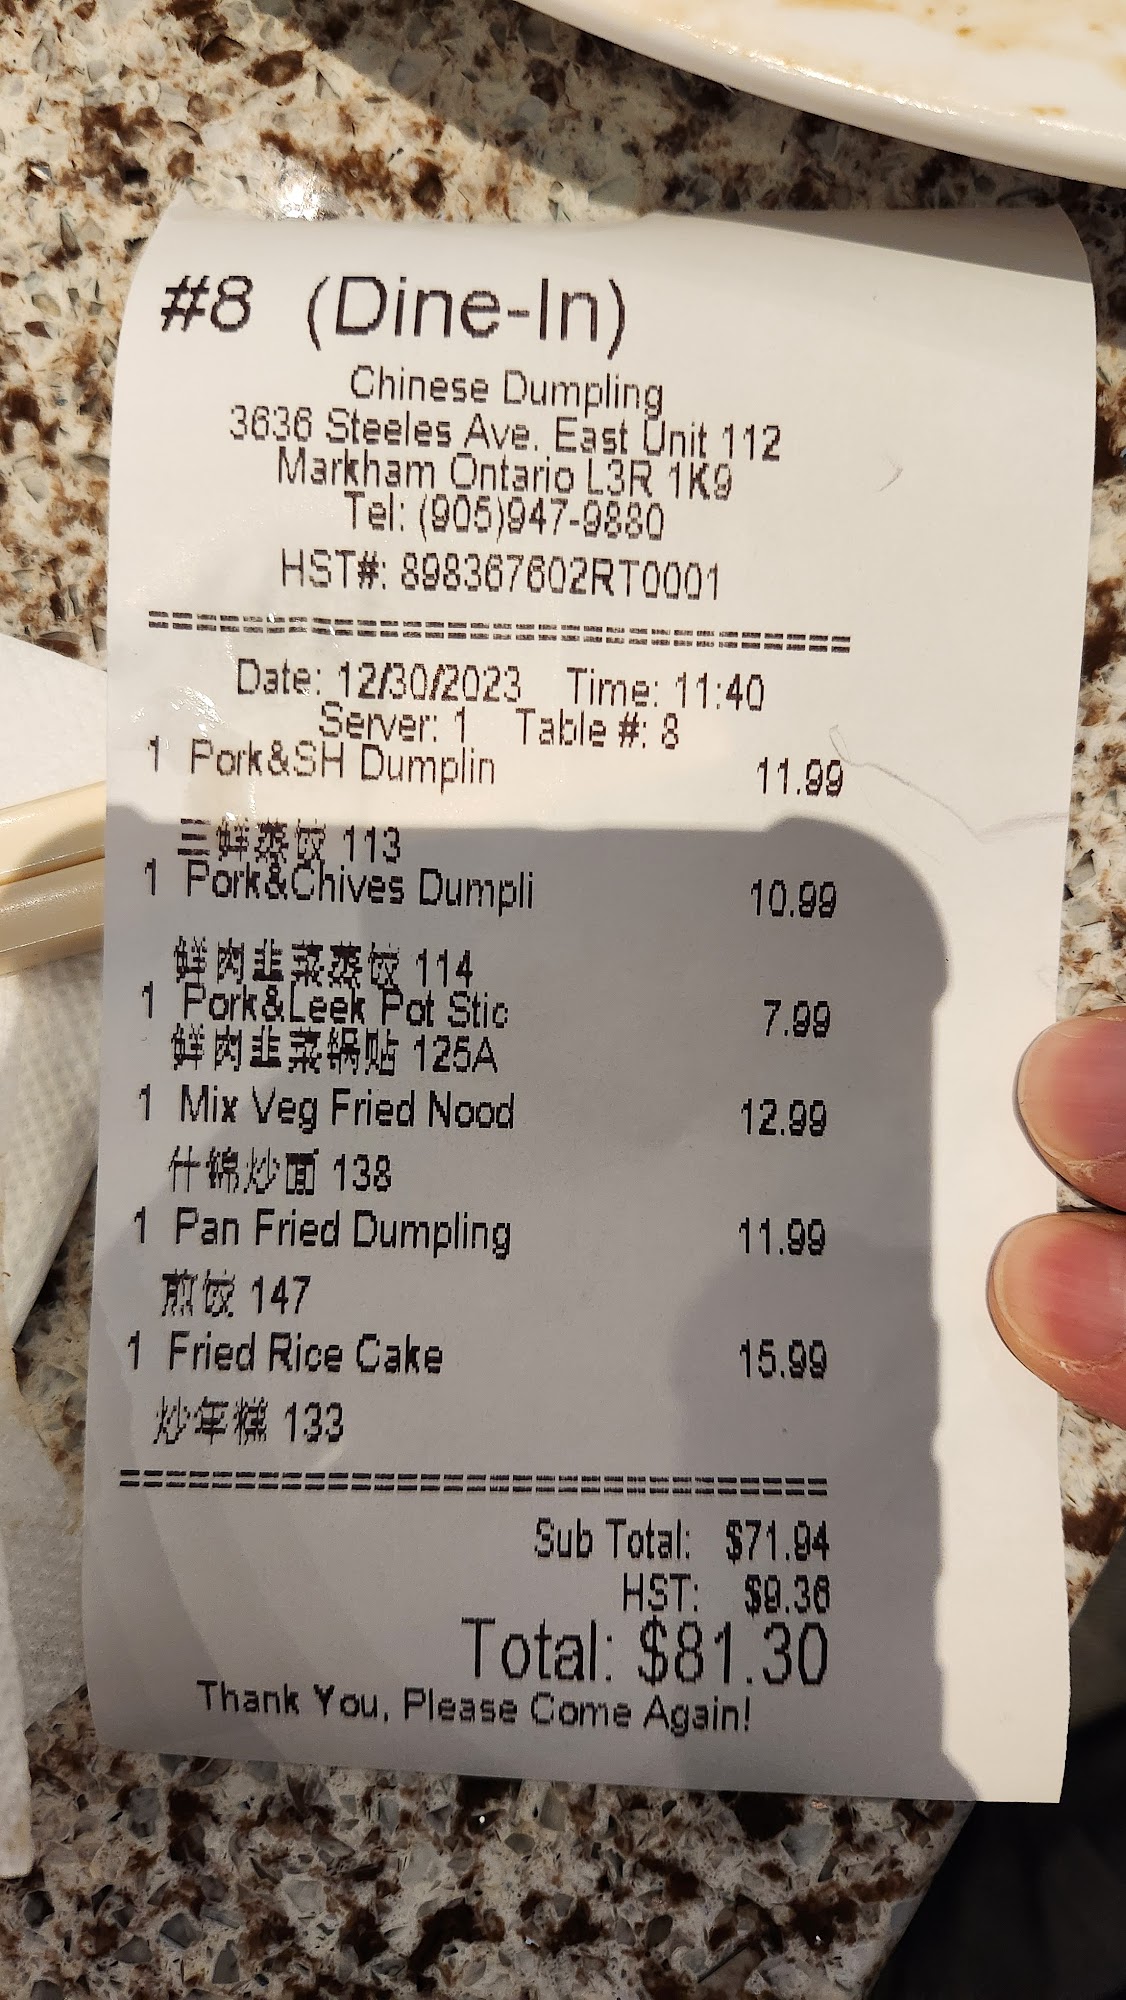 #8 (Dine-In)
Chinese Dumpling
3636 Steeles Ave. East Unit 112
Markham Ontario L3R 1K9
Tel: (905)947-9880
HST#: 898367602RT0001
==============================
Date: 12/30/2023 Time: 11:40
Server: 1 Table #: 8
1 Pork&SH Dumplin 11.99
三鲜蒸饺 113
1 Pork&Chives Dumpli 10.99
鲜肉韭菜蒸饺 114
1 Pork&Leek Pot Stic 7.99
鲜肉韭菜锅贴 125A
1 Mix Veg Fried Nood 12.99
什锦炒面 138
1 Pan Fried Dumpling 11.99
煎饺 147
1 Fried Rice Cake 15.99
炒年糕 133
==============================
Sub Total: $71.94
HST: $9.36
Total: $81.30
Thank You, Please Come Again!